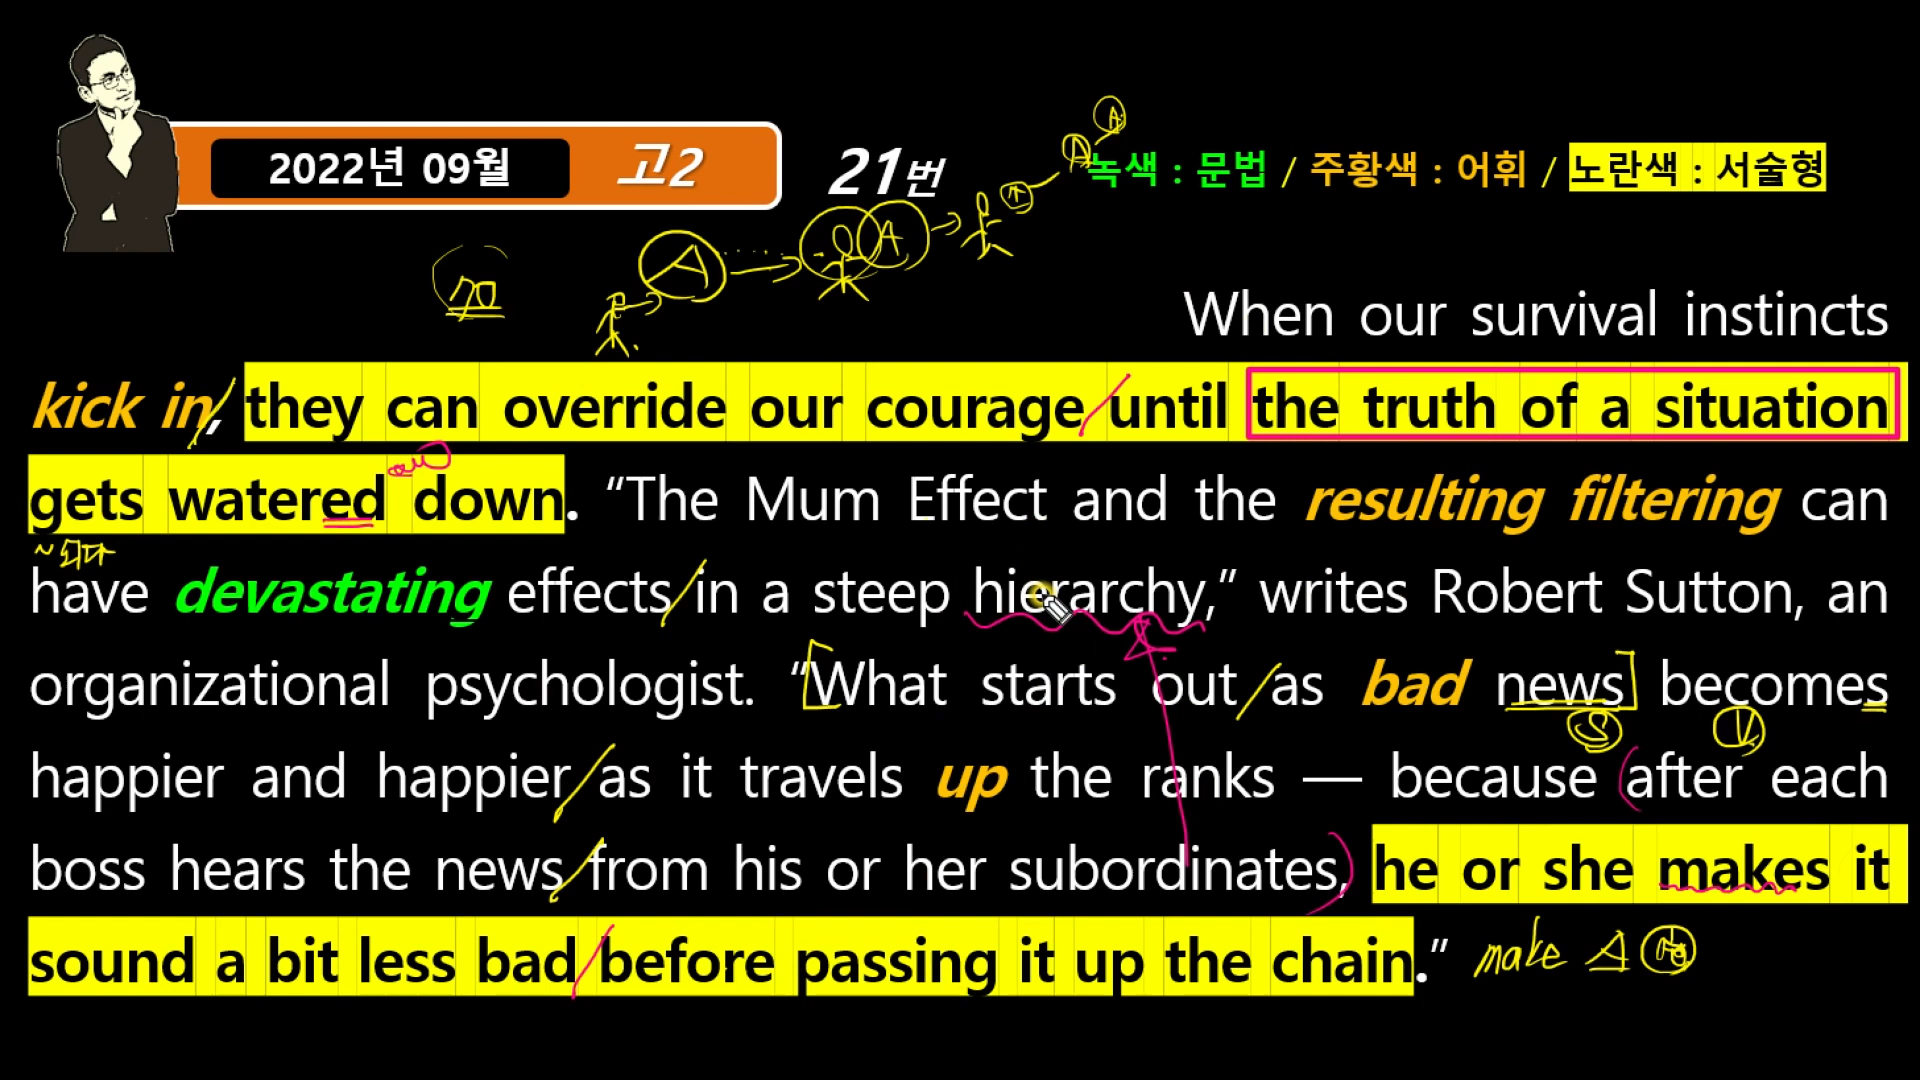 2022년 09월 고2 21번 녹색 : 문법 / 주황색 : 어휘 / 노란색 : 서술형
A A A A A
When our survival instincts
kick in, they can override our courage until the truth of a situation
gets watered down. “The Mum Effect and the resulting filtering can
~되다
have devastating effects in a steep hierarchy,” writes Robert Sutton, an
organizational psychologist. “What starts out as bad news becomes
S V
happier and happier as it travels up the ranks — because after each
boss hears the news from his or her subordinates, he or she makes it
sound a bit less bad before passing it up the chain.” make A